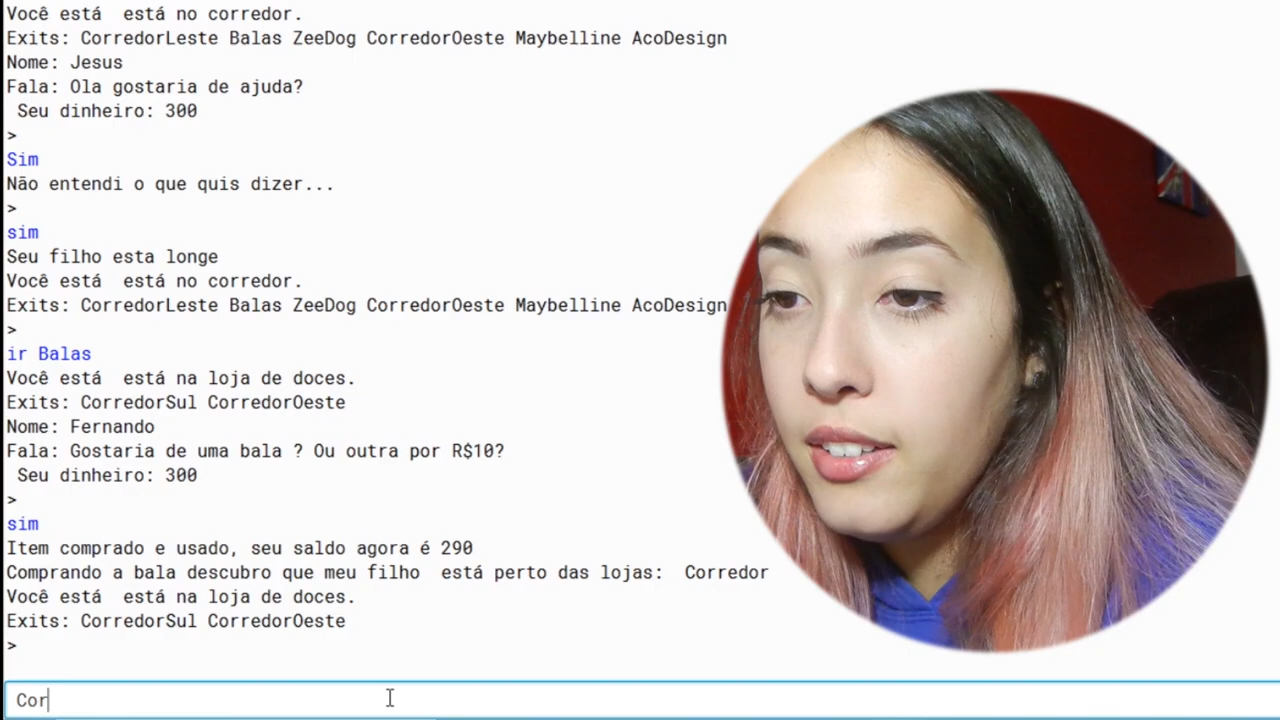 Você está  está no corredor.
Exits: CorredorLeste Balas ZeeDog CorredorOeste Maybelline AcoDesign
Nome: Jesus
Fala: Ola gostaria de ajuda?
Seu dinheiro: 300
>
Sim
Não entendi o que quis dizer...
>
sim
Seu filho esta longe
Você está  está no corredor.
Exits: CorredorLeste Balas ZeeDog CorredorOeste Maybelline AcoDesign
>
ir Balas
Você está  está na loja de doces.
Exits: CorredorSul CorredorOeste
Nome: Fernando
Fala: Gostaria de uma bala ? Ou outra por R$10?
Seu dinheiro: 300
>
sim
Item comprado e usado, seu saldo agora é 290
Comprando a bala descubro que meu filho  está perto das lojas:  Corredor
Você está  está na loja de doces.
Exits: CorredorSul CorredorOeste
>
Cor